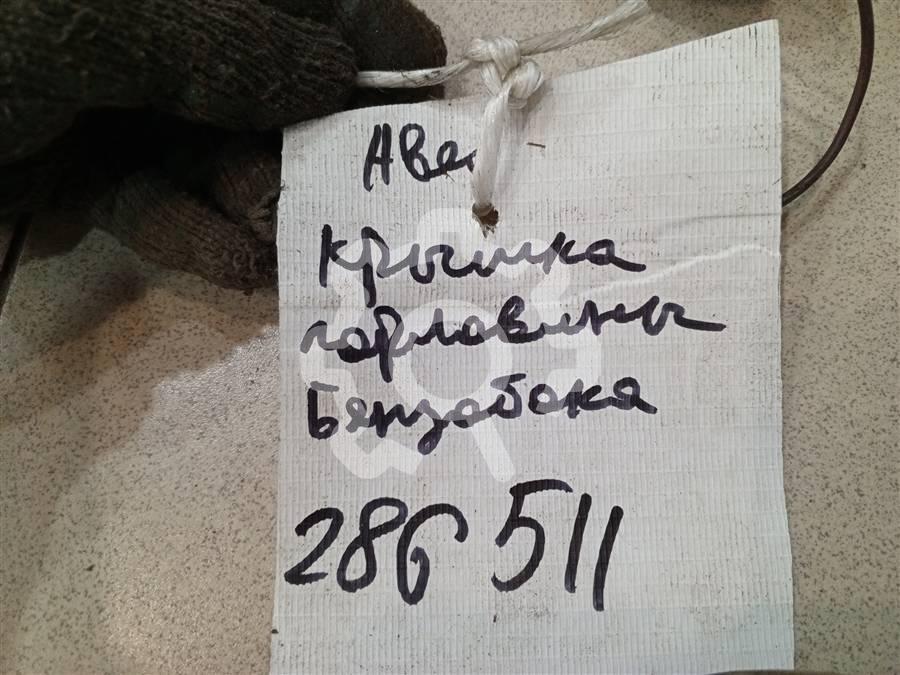 Аве
Крышка
горловины
Бензобака
286 511